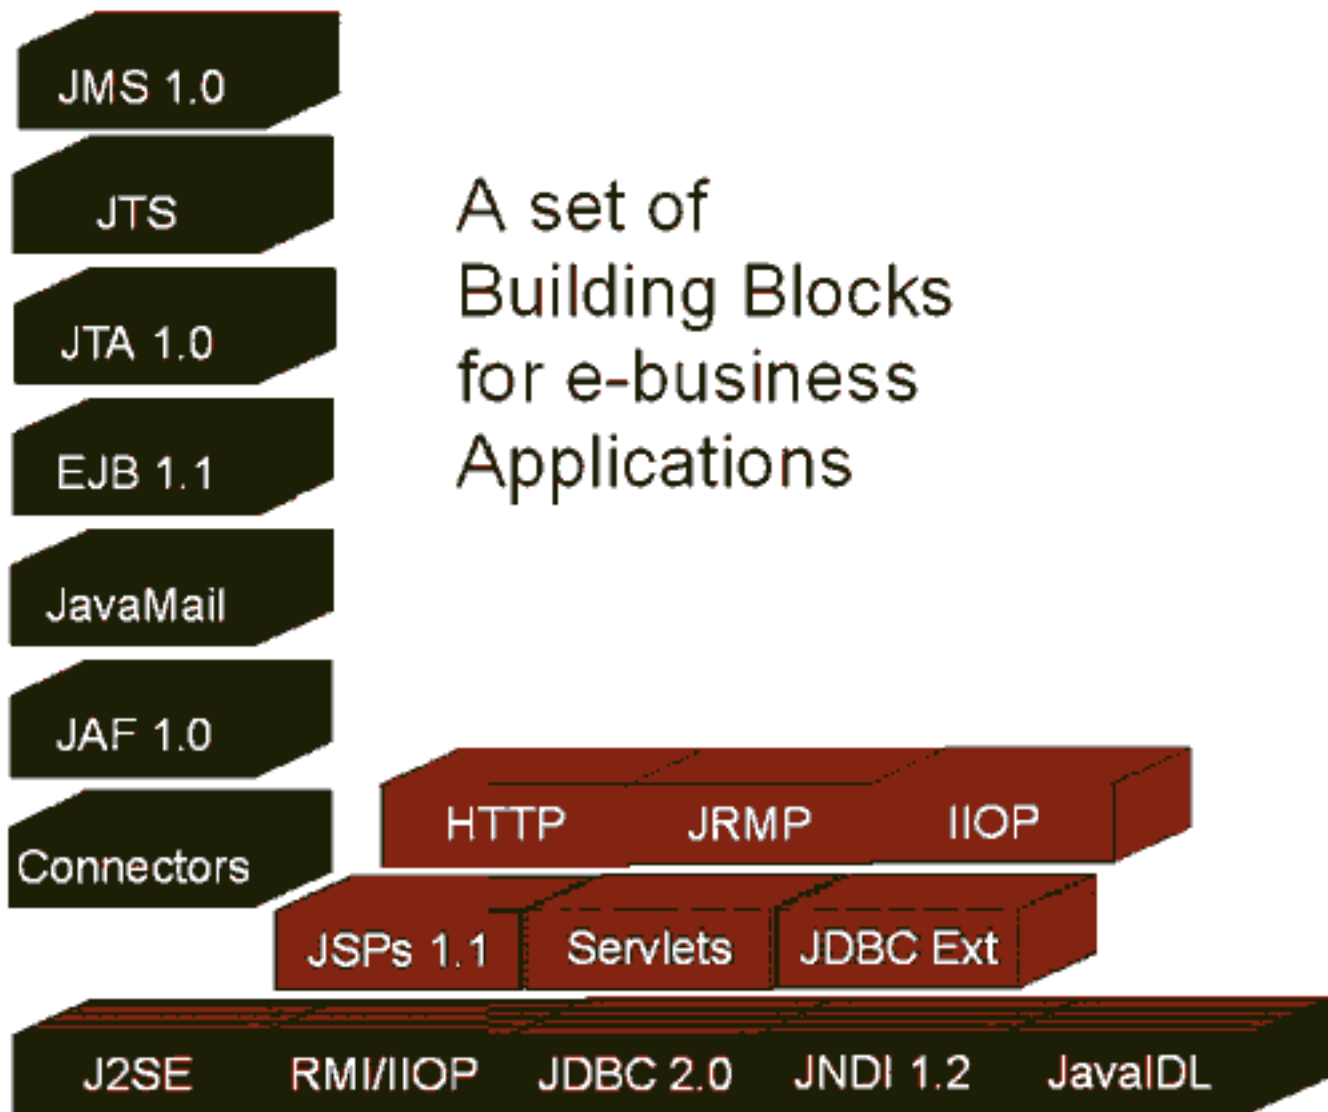 JMS 1.0
JTS
JTA 1.0
EJB 1.1
JavaMail
JAF 1.0
Connectors
A set of
Building Blocks
for e-business
Applications
HTTP JRMP IIOP
JSPs 1.1 Servlets JDBC Ext
J2SE RMI/IIOP JDBC 2.0 JNDI 1.2 JavaIDL